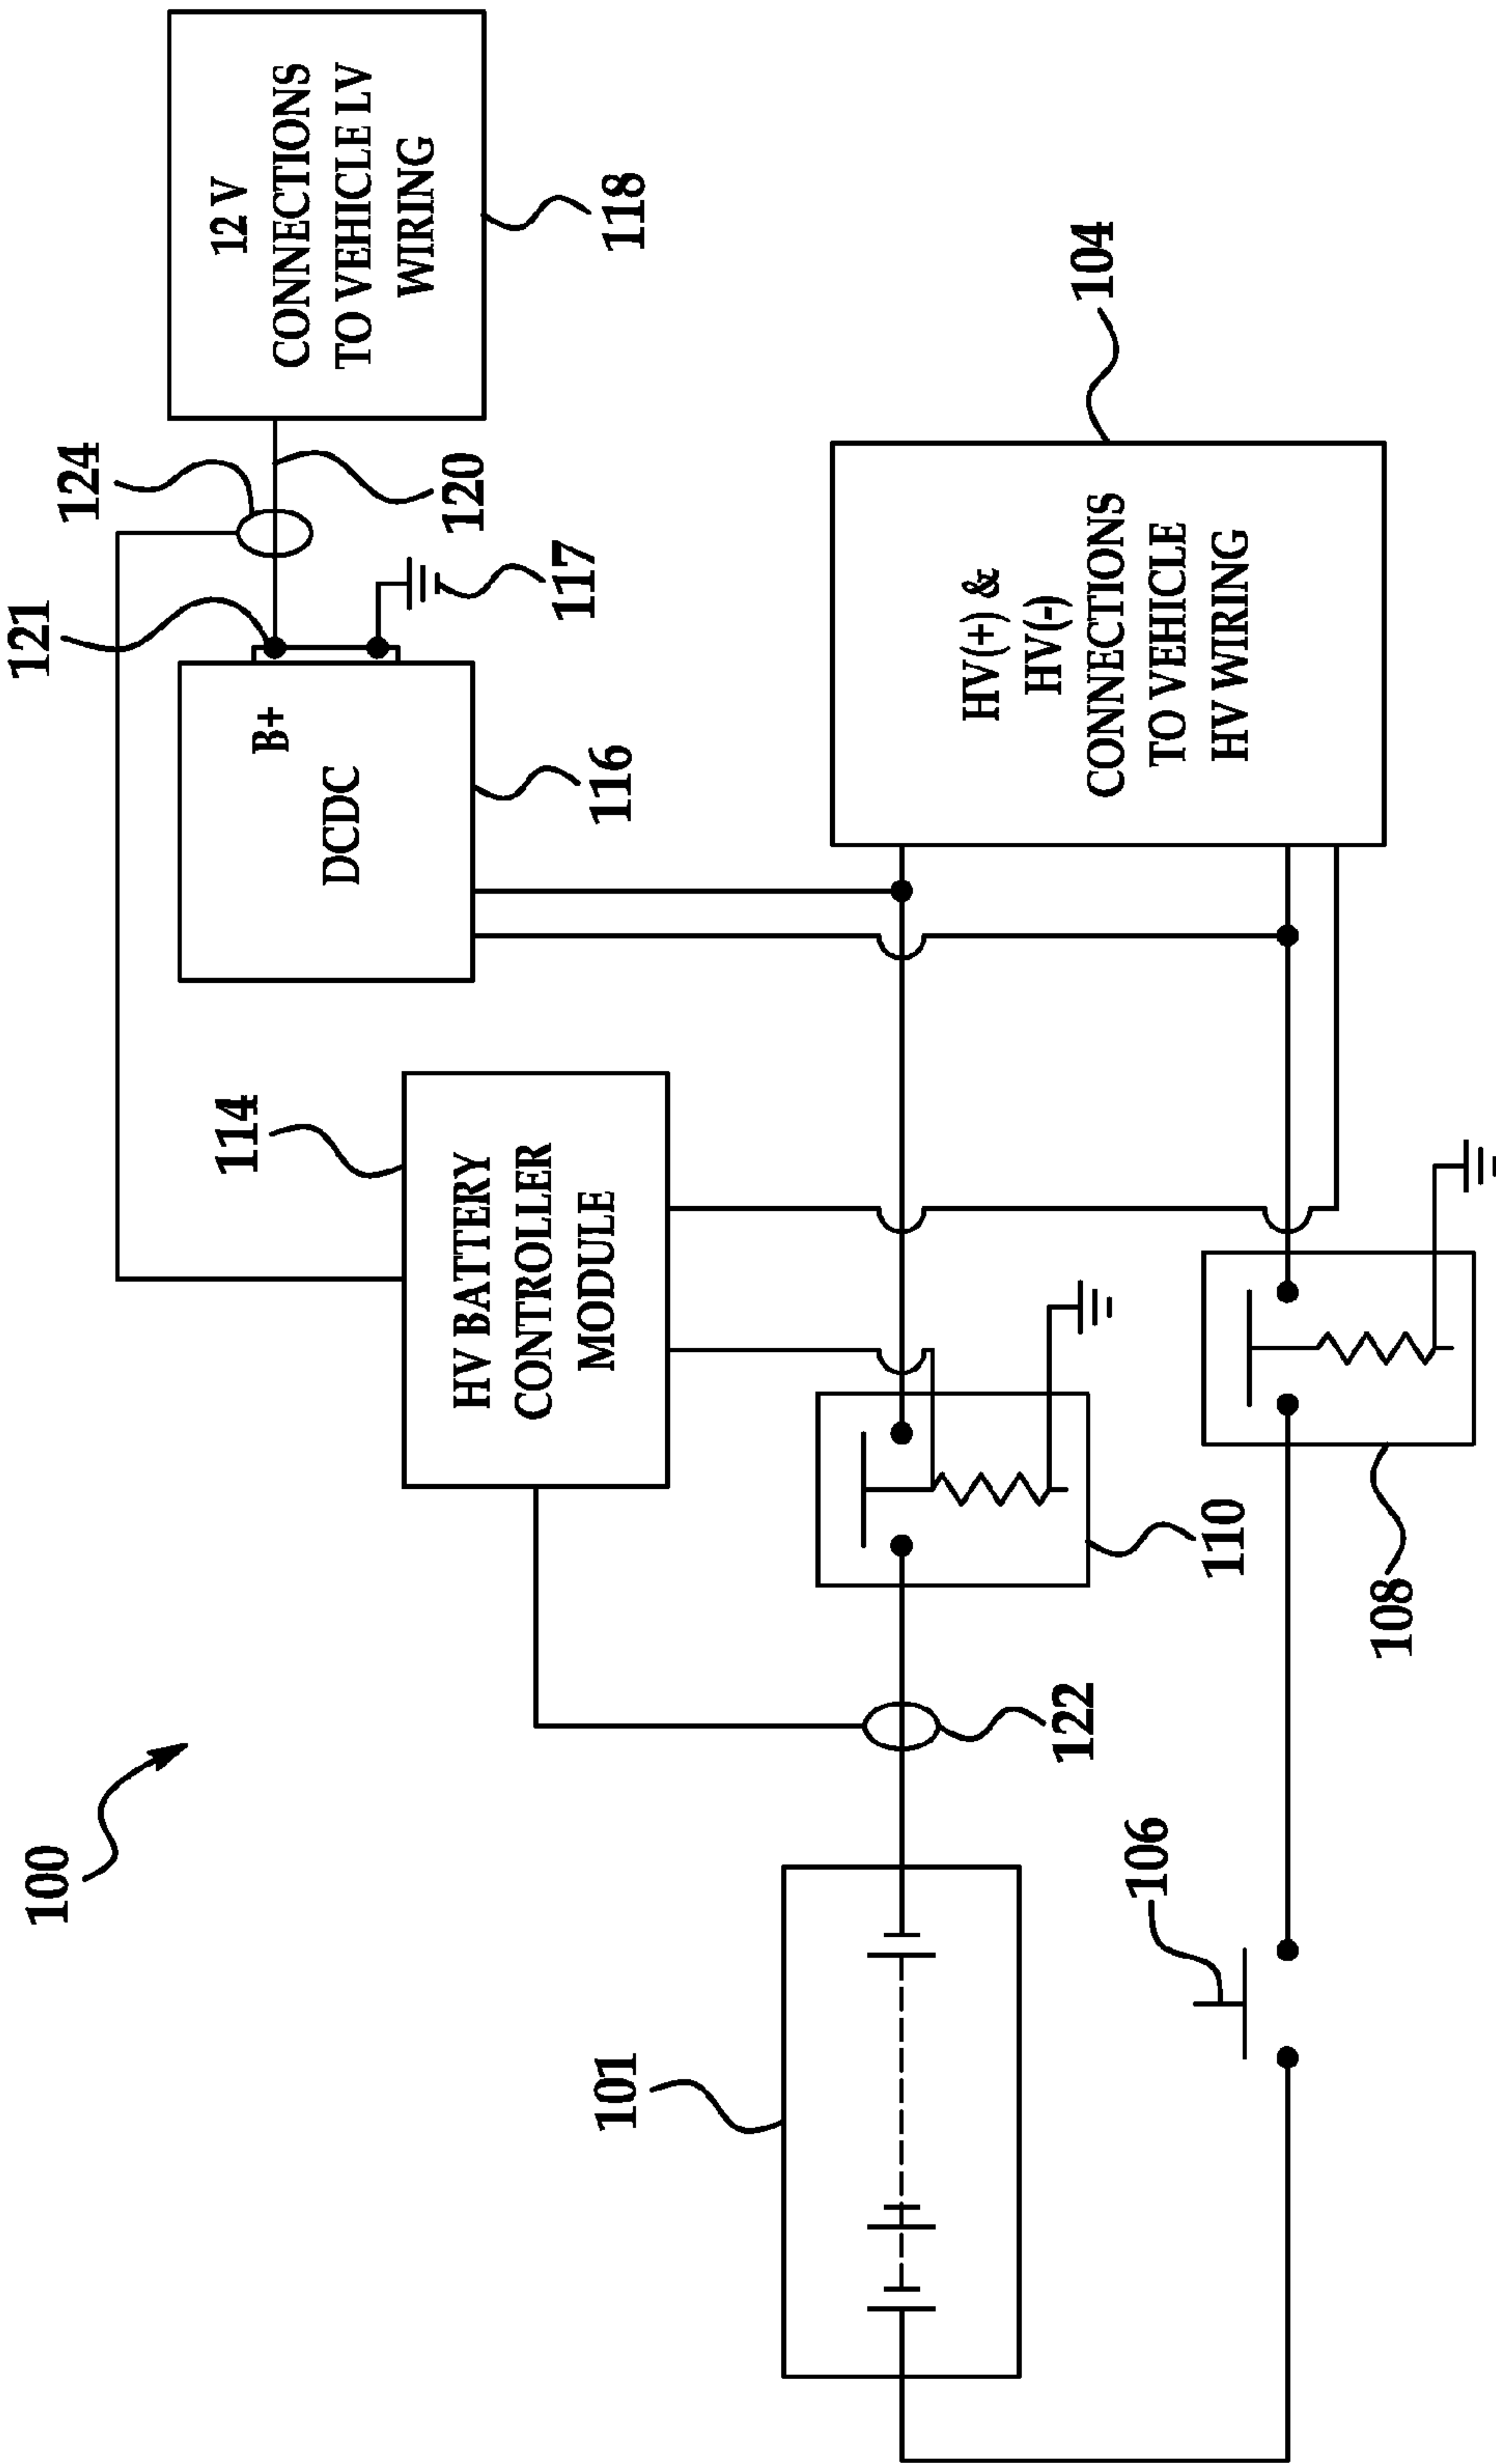 100
101
106
122
110
108
HV BATTERY
CONTROLLER
MODULE
114
DCDC
B+
116
121
117
124
120
12 V
CONNECTIONS
TO VEHICLE LV
WIRING
118
HV(+) &
HV(-)
CONNECTIONS
TO VEHICLE
HV WIRING
104